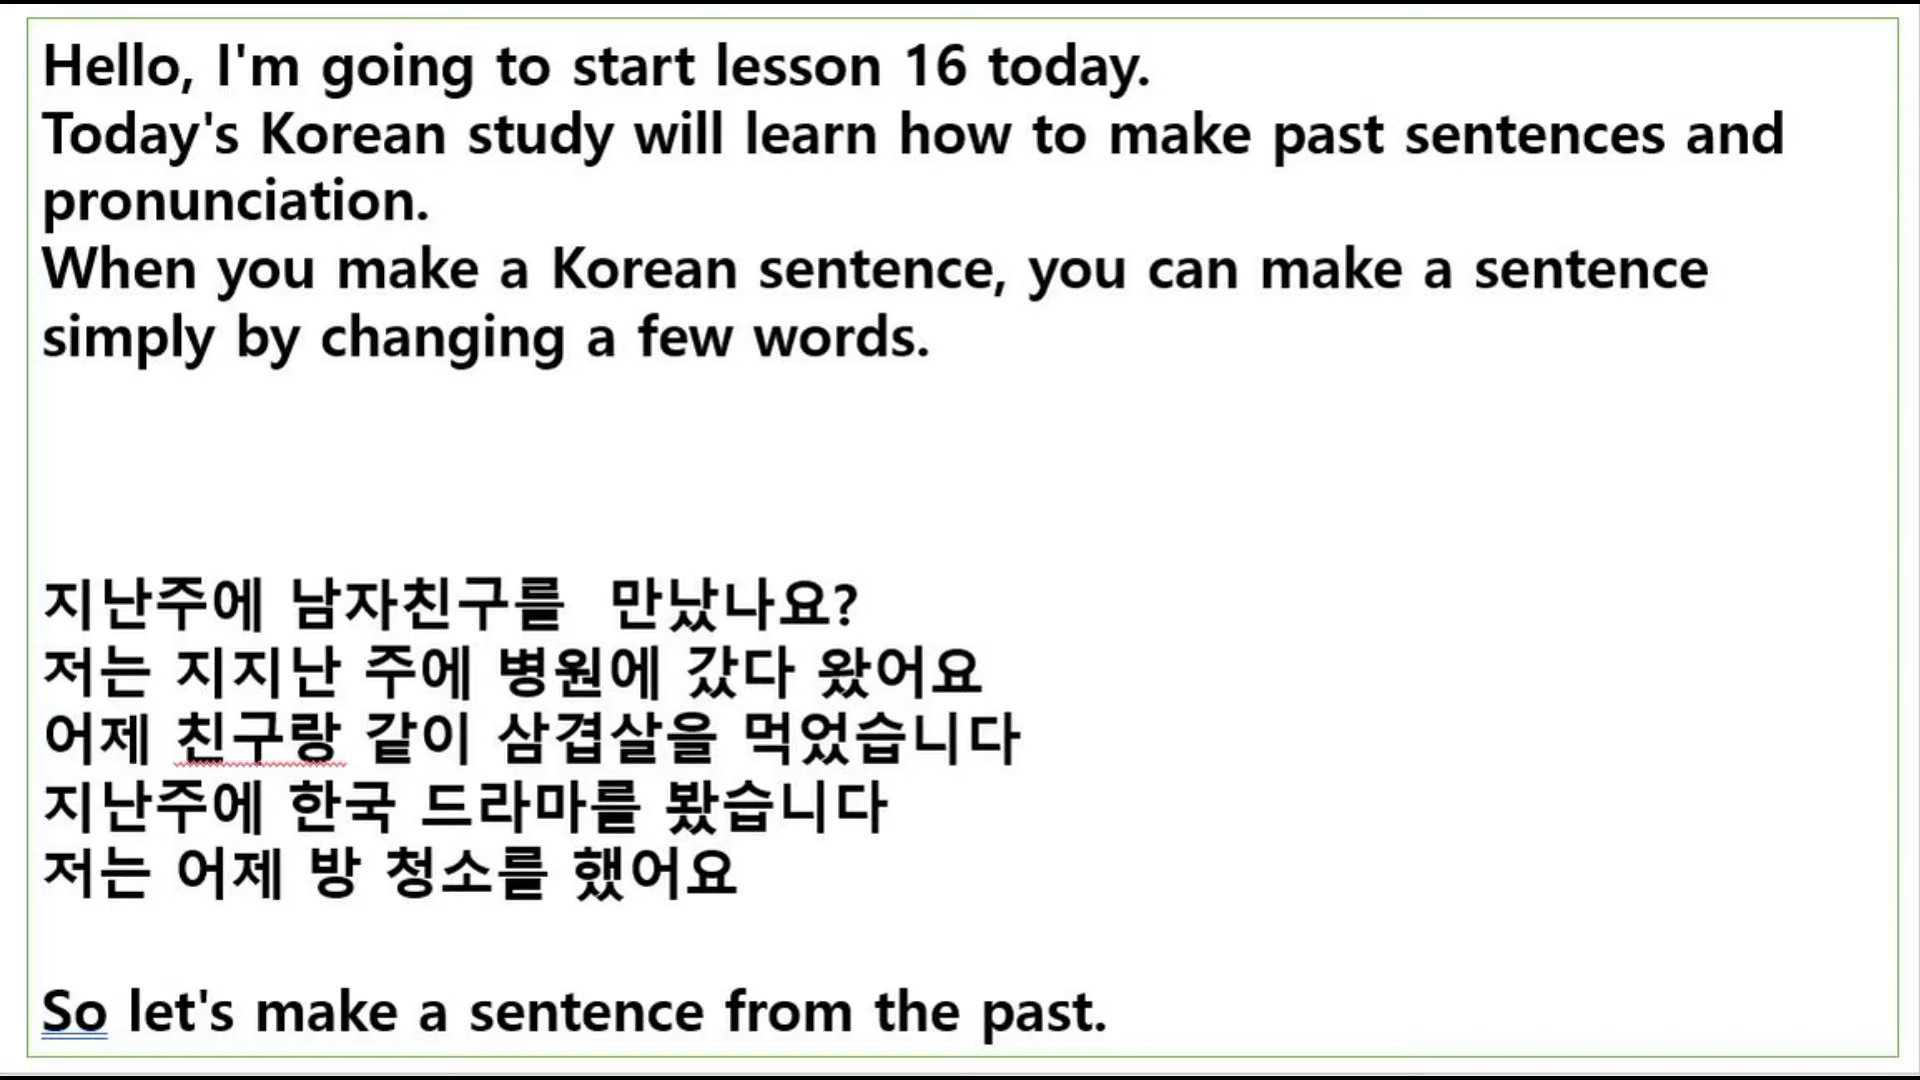 Hello, I'm going to start lesson 16 today.
Today's Korean study will learn how to make past sentences and
pronunciation.
When you make a Korean sentence, you can make a sentence
simply by changing a few words.
지난주에 남자친구를  만났나요?
저는 지지난 주에 병원에 갔다 왔어요
어제 친구랑 같이 삼겹살을 먹었습니다
지난주에 한국 드라마를 봤습니다
저는 어제 방 청소를 했어요
So let's make a sentence from the past.